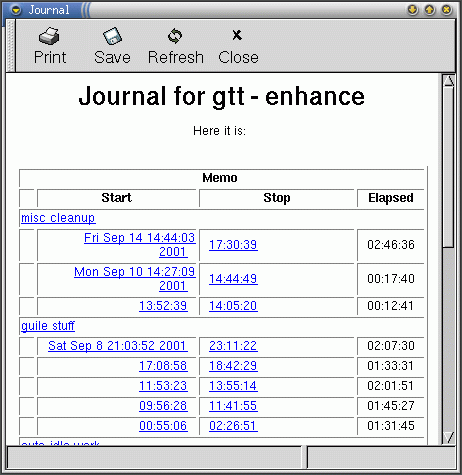 Journal
Print Save Refresh Close
Journal for gtt - enhance
Here it is:
Memo
Start Stop Elapsed
misc cleanup
Fri Sep 14 14:44:03
2001 17:30:39 02:46:36
Mon Sep 10 14:27:09
2001 14:44:49 00:17:40
13:52:39 14:05:20 00:12:41
guile stuff
Sat Sep 8 21:03:52 2001 23:11:22 02:07:30
17:08:58 18:42:29 01:33:31
11:53:23 13:55:14 02:01:51
09:56:28 11:41:55 01:45:27
00:55:06 02:26:51 01:31:45
auto-idle work